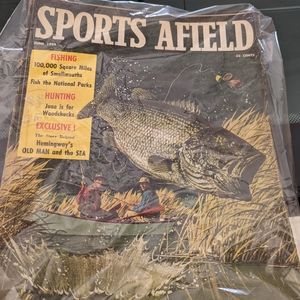 SPORTS AFIELD
JUNE, 1959
25 CENTS
FISHING
100,000 Square Miles
of Smallmouths
Fish the National Parks
HUNTING
June is for
Woodchucks
EXCLUSIVE!
The Story Behind
Hemingway's
OLD MAN and the SEA